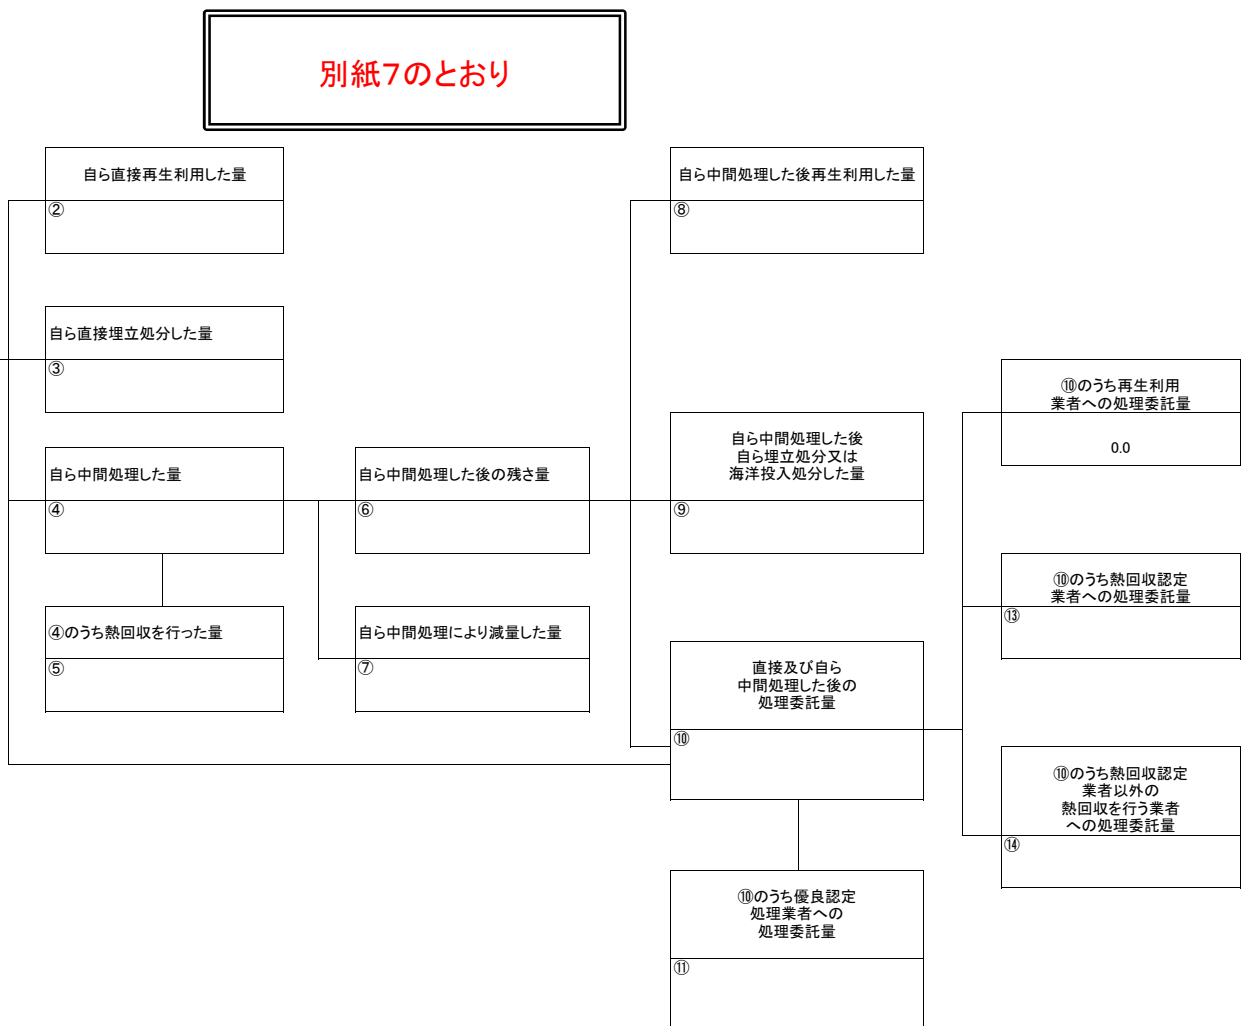 別紙7のとおり
自ら直接再生利用した量
②
自ら中間処理した後再生利用した量
⑧
自ら直接埋立処分した量
③
⑩のうち再生利用
業者への処理委託量
0.0
自ら中間処理した量
④
自ら中間処理した後の残さ量
⑥
自ら中間処理した後
自ら埋立処分又は
海洋投入処分した量
⑨
⑩のうち熱回収認定
業者への処理委託量
⑬
④のうち熱回収を行った量
⑤
自ら中間処理により減量した量
⑦
直接及び自ら
中間処理した後の
処理委託量
⑩
⑩のうち熱回収認定
業者以外の
熱回収を行う業者
への処理委託量
⑭
⑩のうち優良認定
処理業者への
処理委託量
⑪